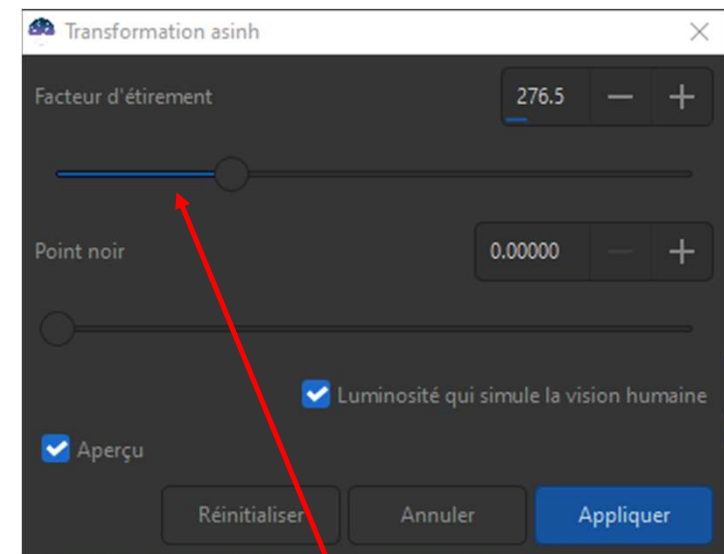 Transformation asinh
Facteur d'étirement
276.5
Point noir
0.00000
Luminosité qui simule la vision humaine
Aperçu
Réinitialiser
Annuler
Appliquer